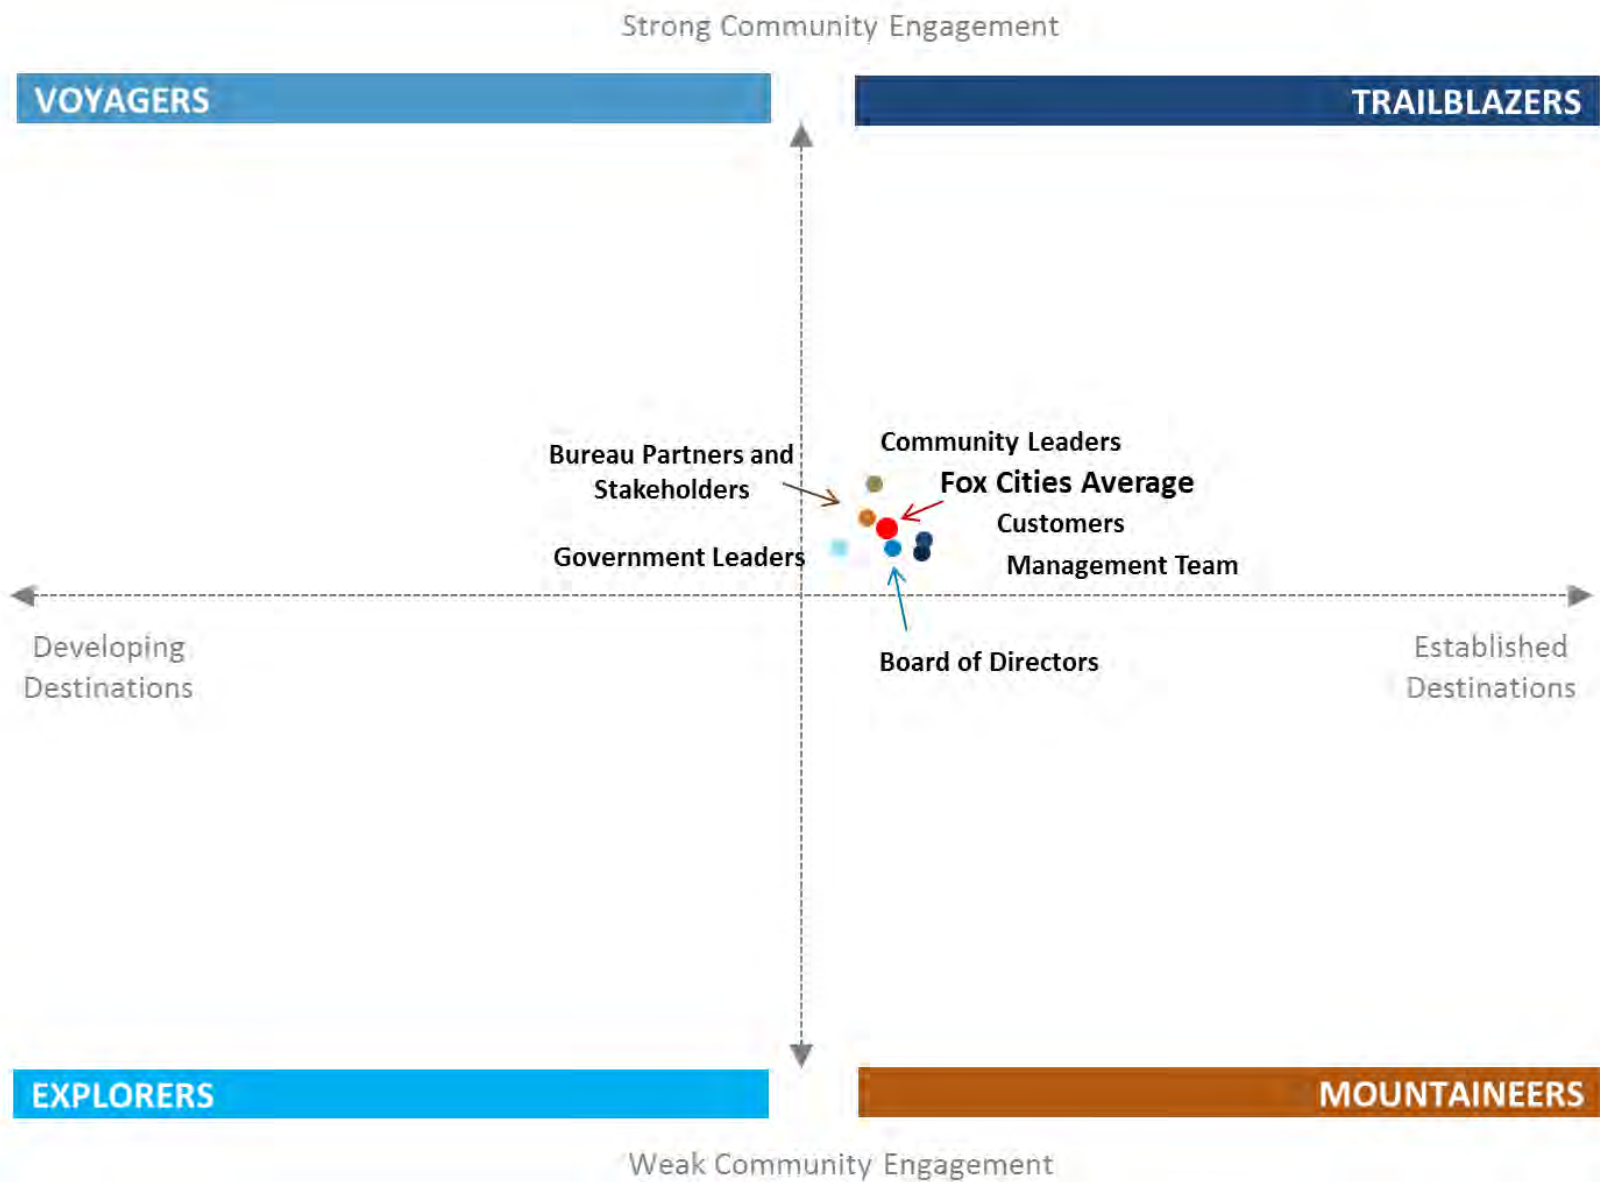 Strong Community Engagement
VOYAGERS
TRAILBLAZERS
Community Leaders
Bureau Partners and
Stakeholders
Fox Cities Average
Customers
Government Leaders
Management Team
Developing
Destinations
Established
Destinations
Board of Directors
EXPLORERS
MOUNTAINEERS
Weak Community Engagement